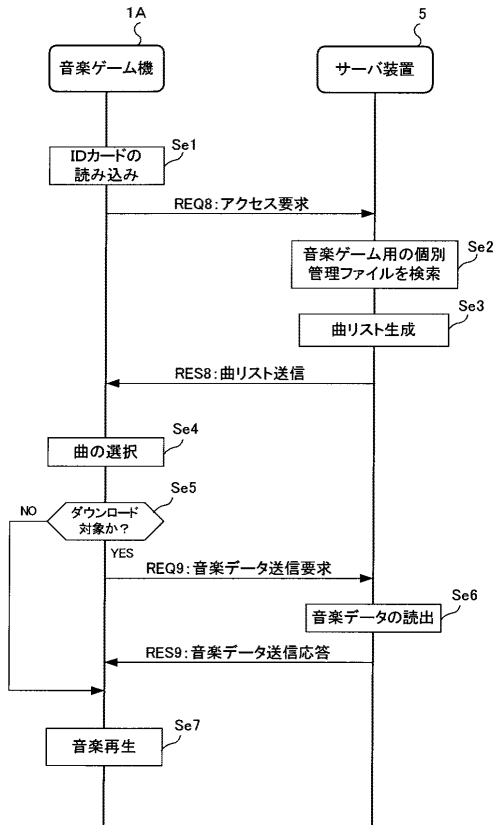 1A
5
音楽ゲーム機
サーバ装置
IDカードの
読み込み
Se1
REQ8:アクセス要求
音楽ゲーム用の個別
管理ファイルを検索
Se2
曲リスト生成
Se3
RES8:曲リスト送信
曲の選択
Se4
NO
ダウンロード
対象か?
Se5
YES
REQ9:音楽データ送信要求
音楽データの読出
Se6
RES9:音楽データ送信応答
音楽再生
Se7